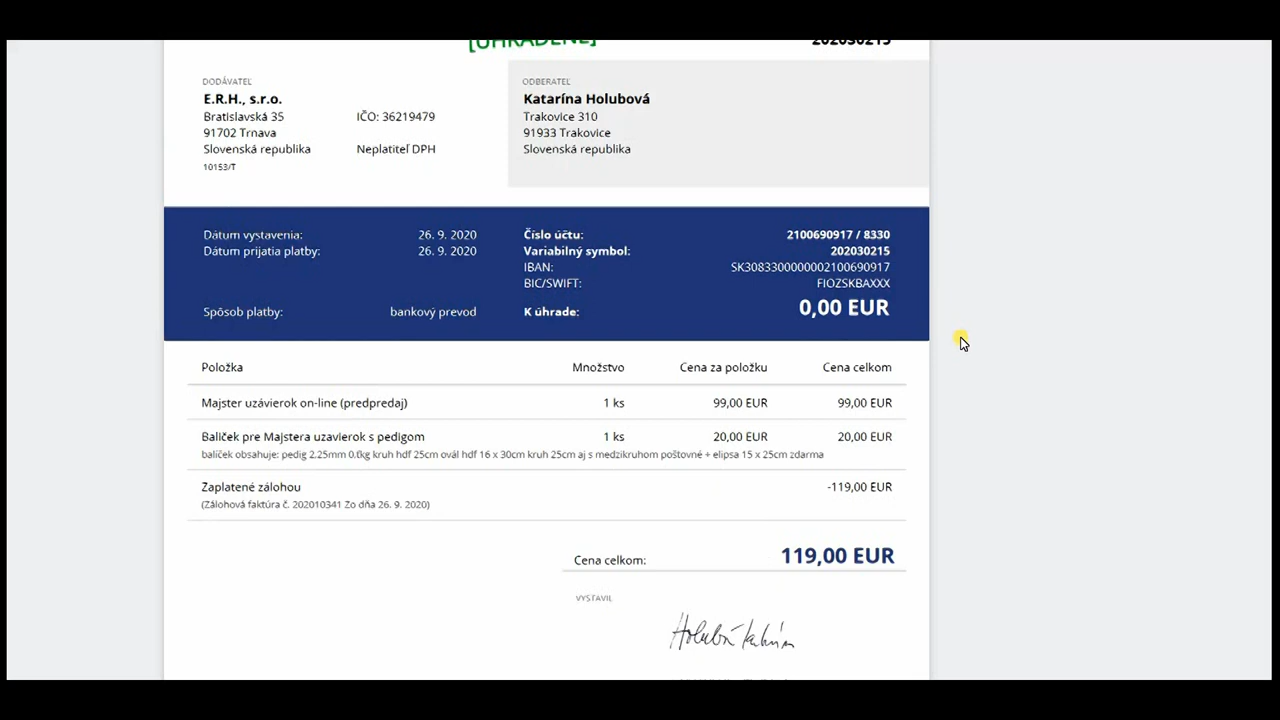 [UHRADENÉ]
202030215
DODÁVATEĽ
E.R.H., s.r.o.
Bratislavská 35
IČO: 36219479
91702 Trnava
Slovenská republika
Neplatiteľ DPH
10153/T
ODBERATEĽ
Katarína Holubová
Trakovice 310
91933 Trakovice
Slovenská republika
Dátum vystavenia: 26. 9. 2020
Dátum prijatia platby: 26. 9. 2020
Spôsob platby: bankový prevod
Číslo účtu: 2100690917 / 8330
Variabilný symbol: 202030215
IBAN: SK3083300000002100690917
BIC/SWIFT: FIOZSKBAXXX
K úhrade: 0,00 EUR
Položka Množstvo Cena za položku Cena celkom
Majster uzávierok on-line (predpredaj) 1 ks 99,00 EUR 99,00 EUR
Balíček pre Majstera uzavierok s pedigom 1 ks 20,00 EUR 20,00 EUR
balíček obsahuje: pedig 2.25mm kruh hdf 25cm ovál hdf 16 x 30cm kruh 25cm aj s medzikruhom poštovné + elipsa 15 x 25cm zdarma
Zaplatené zálohou -119,00 EUR
(Zálohová faktúra č. 202010341 Zo dňa 26. 9. 2020)
Cena celkom: 119,00 EUR
VYSTAVIL